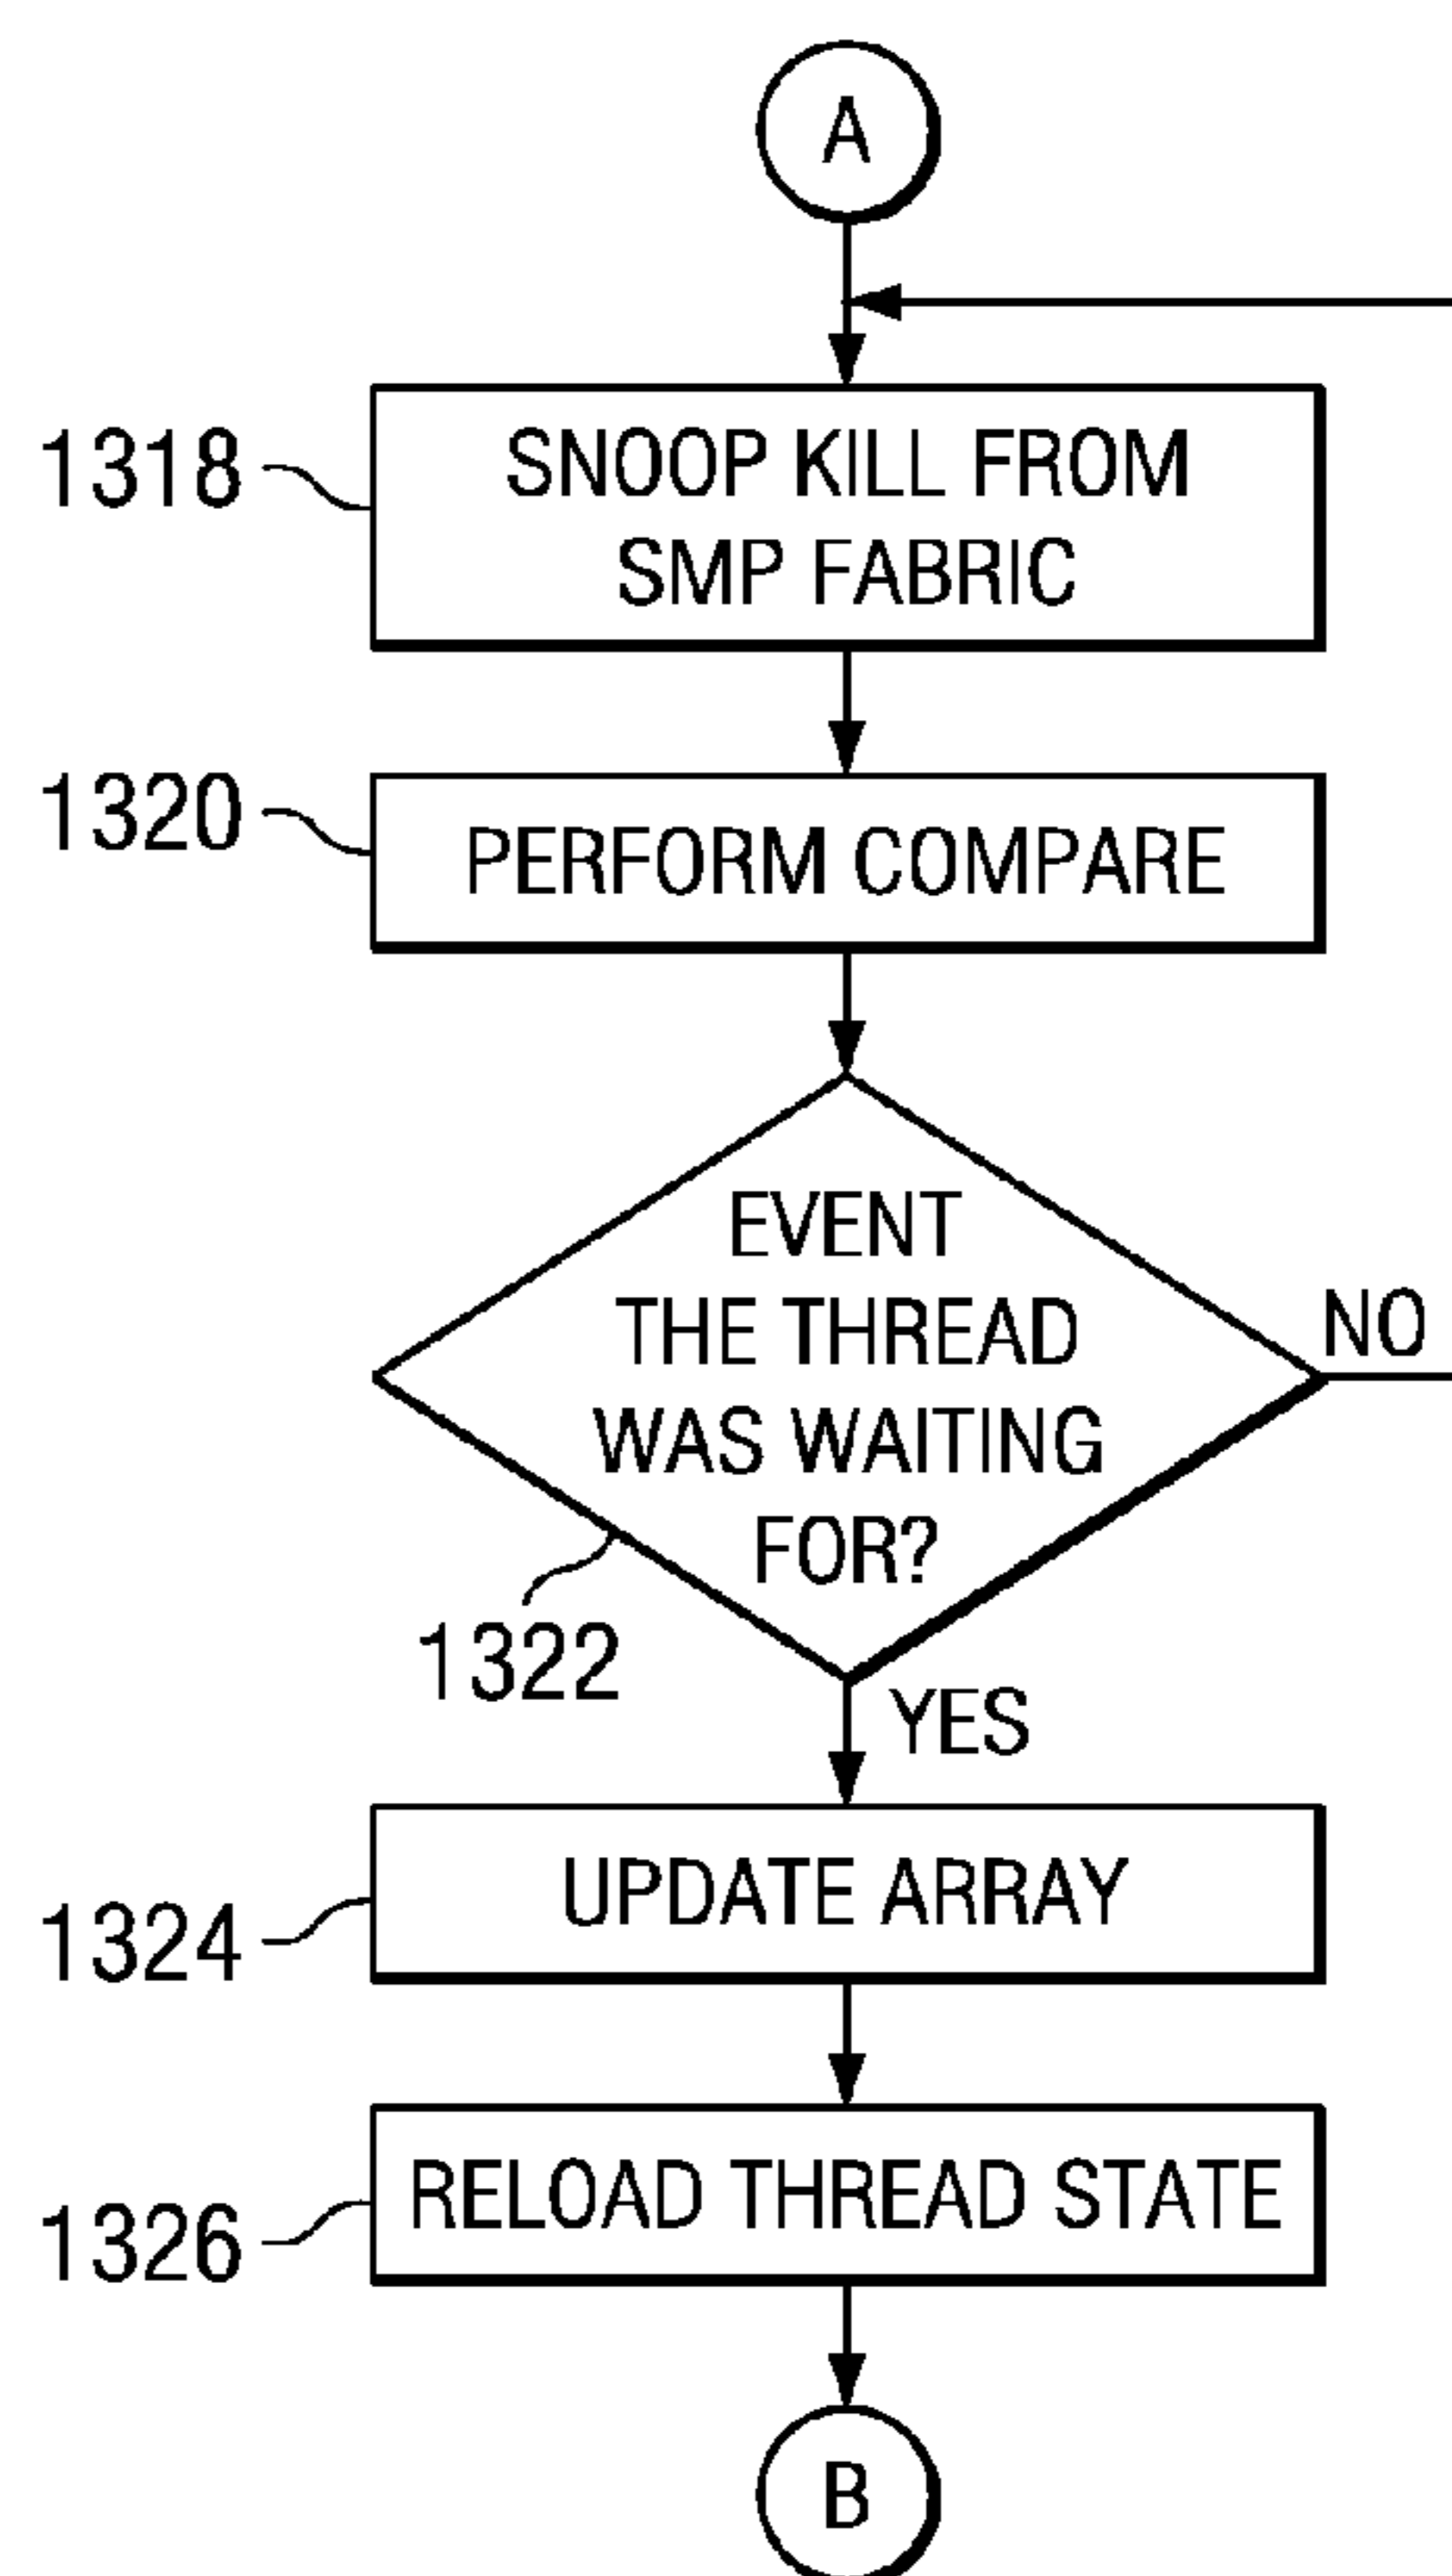 A
1318
SNOOP KILL FROM
SMP FABRIC
1320
PERFORM COMPARE
EVENT
THE THREAD
WAS WAITING
FOR?
NO
1322
YES
UPDATE ARRAY
1324
RELOAD THREAD STATE
1326
B